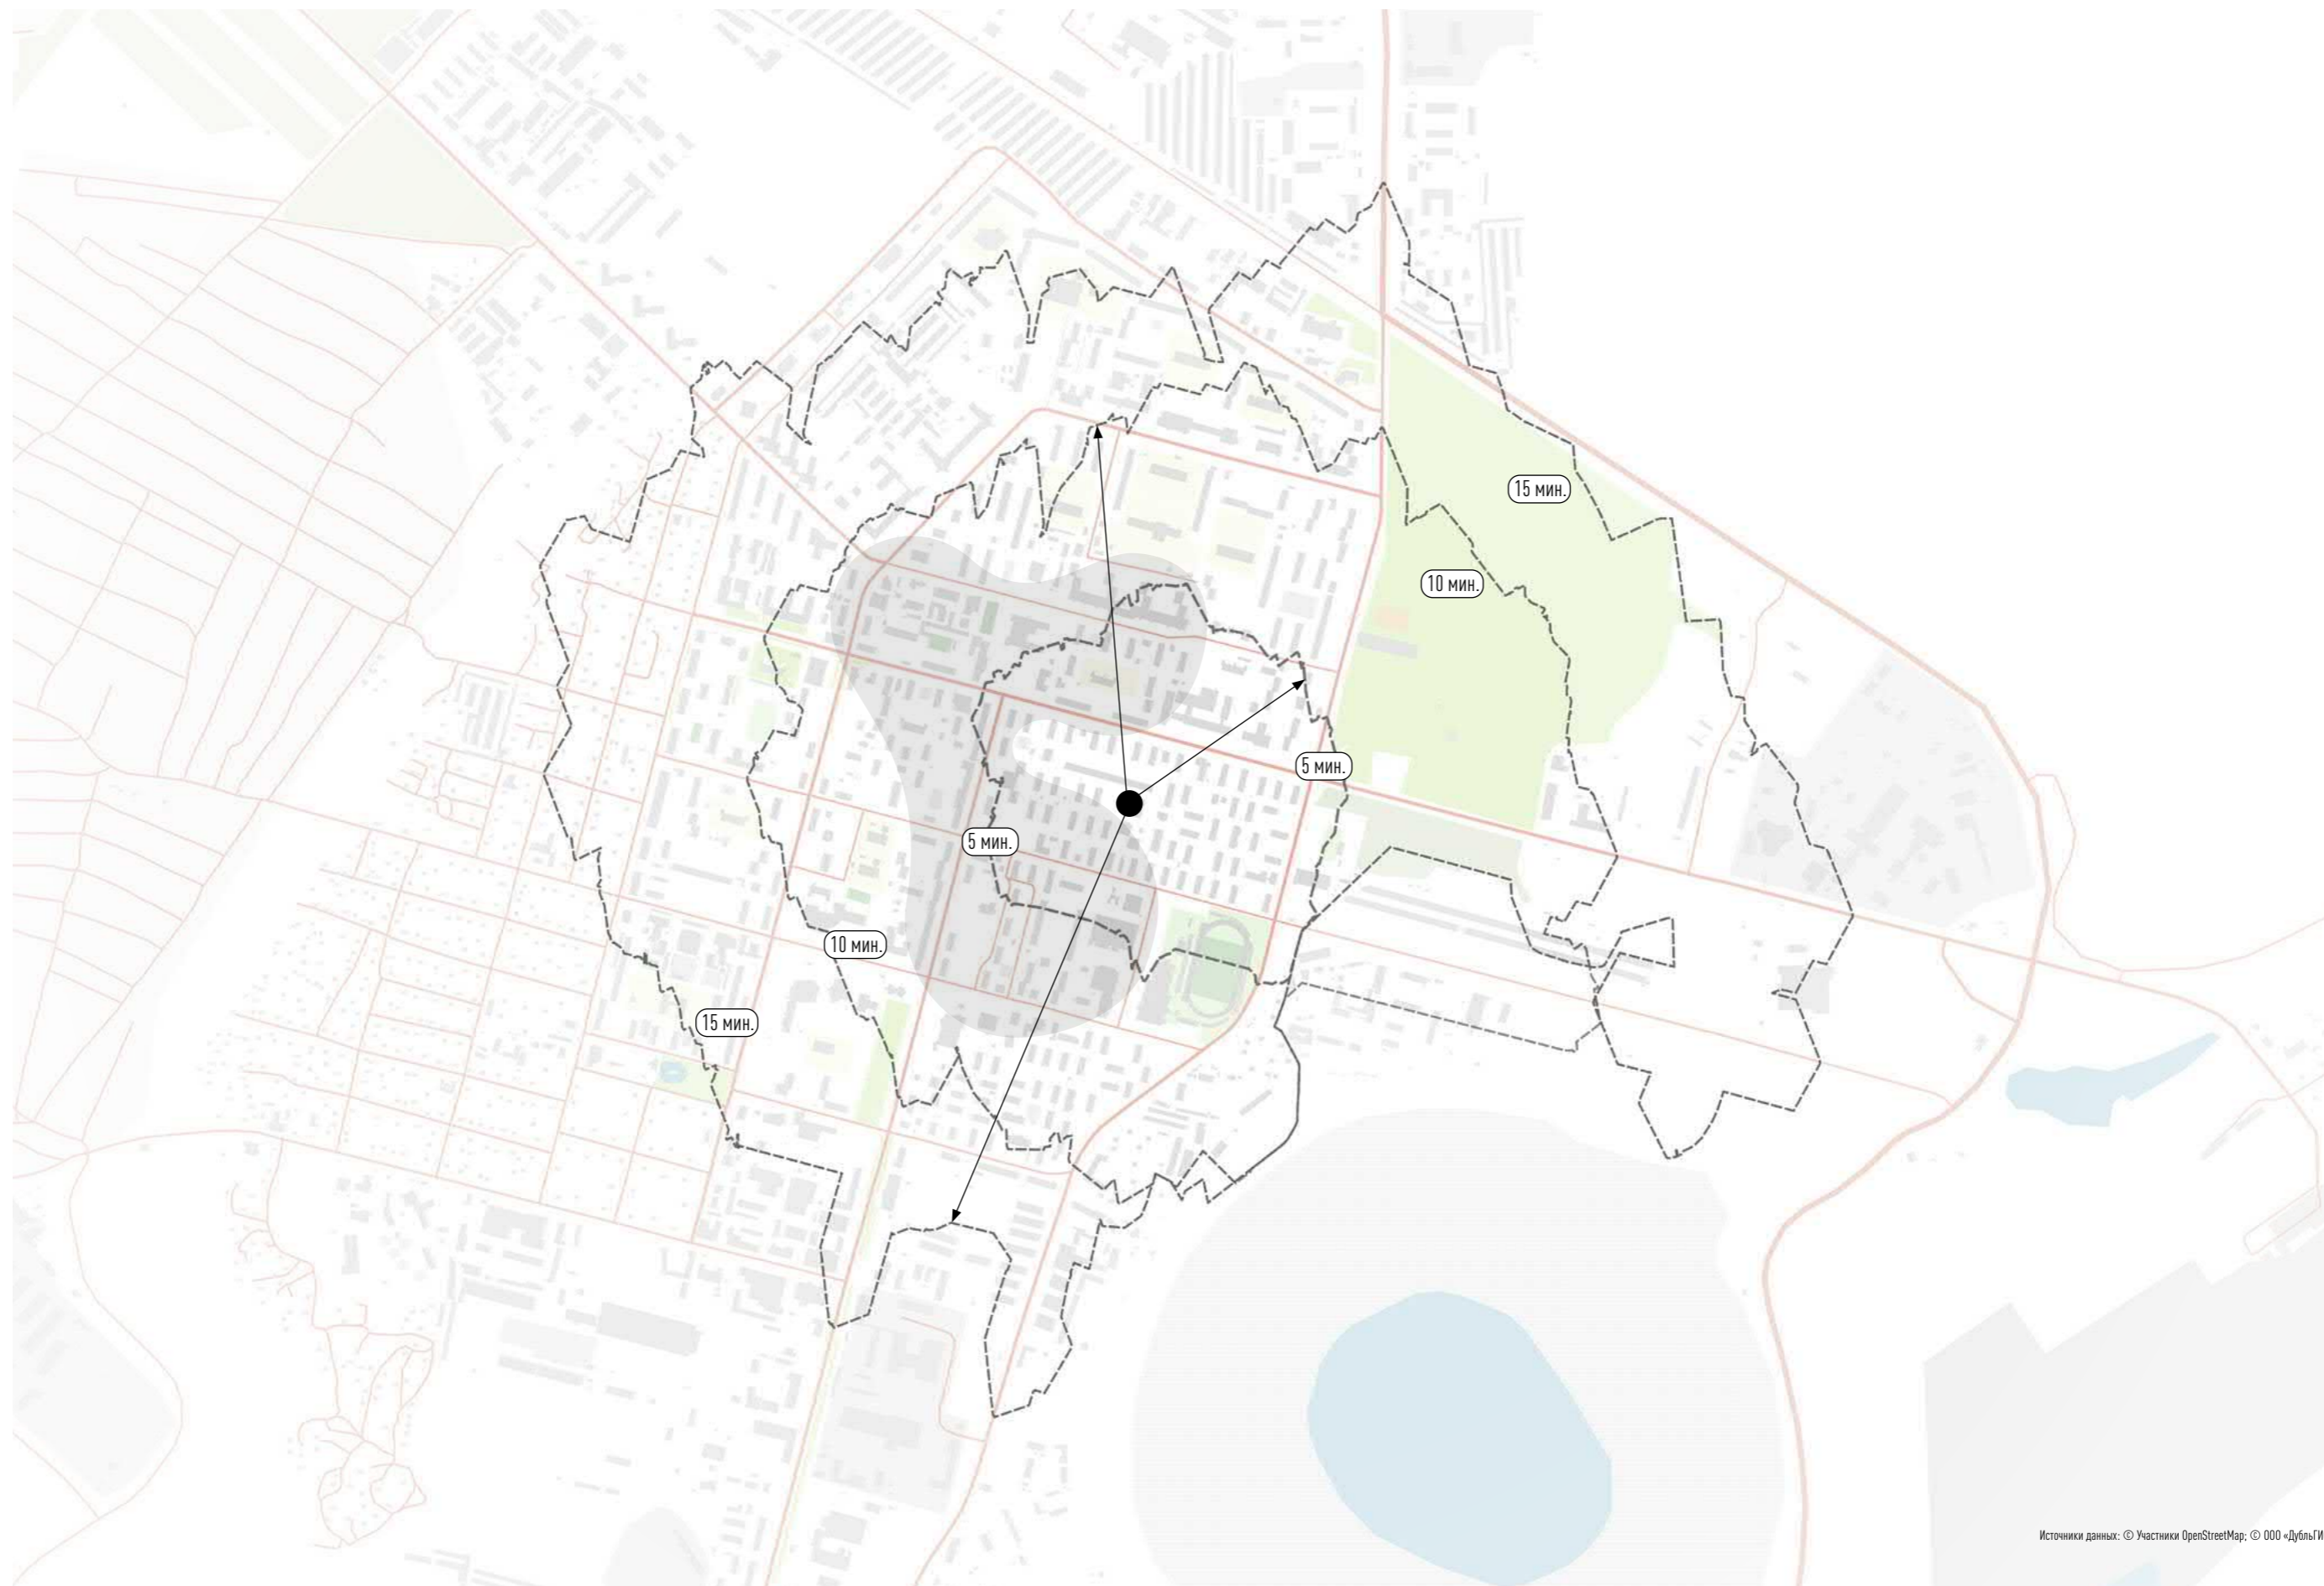 15 мин.
10 мин.
5 мин.
5 мин.
10 мин.
15 мин.
Источники данных: © Участники OpenStreetMap; © ООО «ДубльГИ